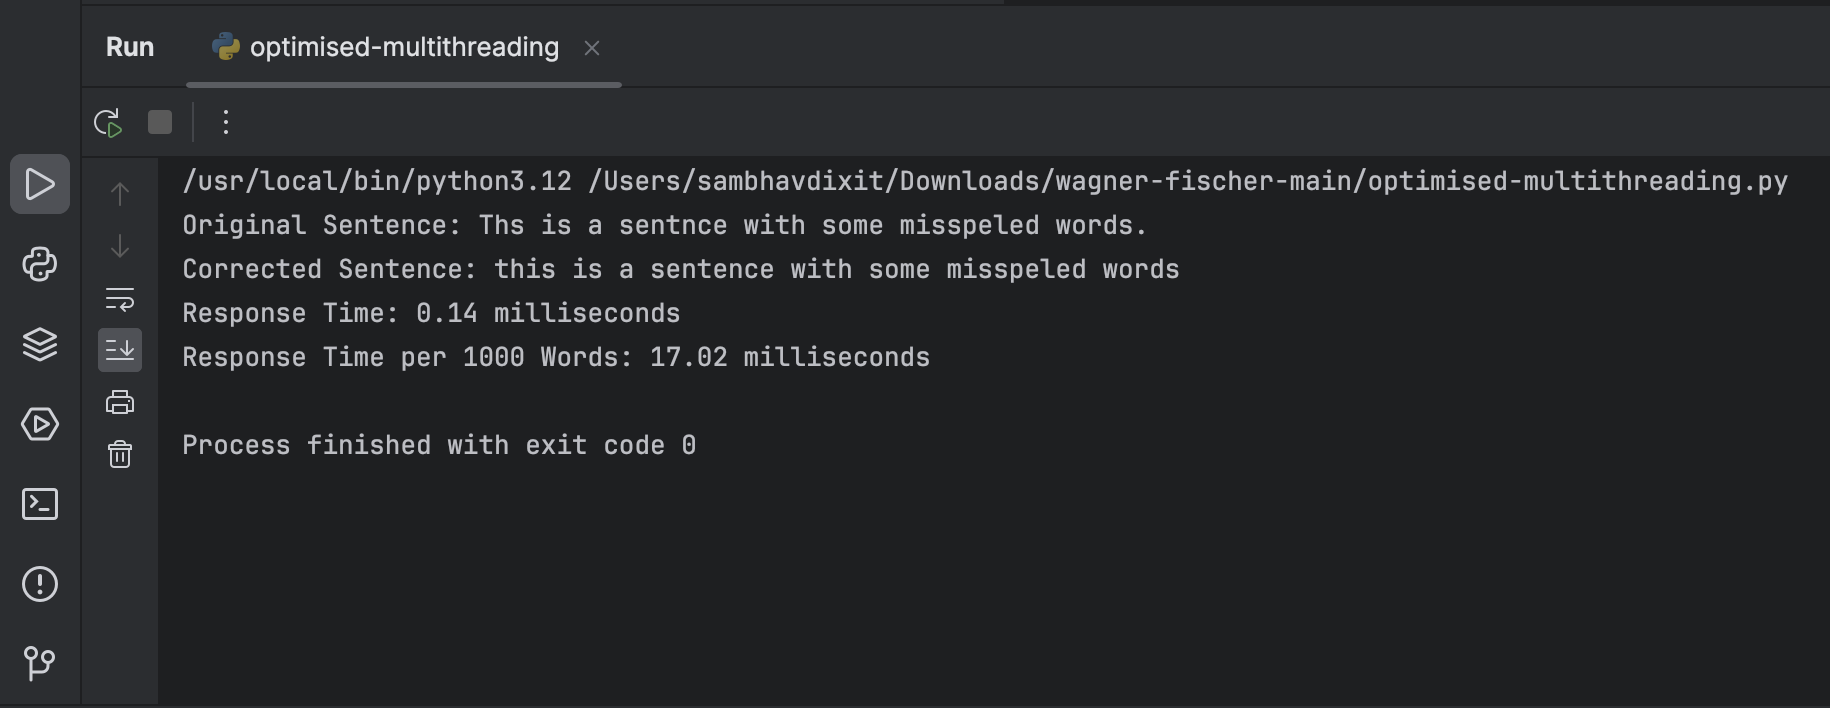 Run optimised-multithreading
/usr/local/bin/python3.12 /Users/sambhavdixit/Downloads/wagner-fischer-main/optimised-multithreading.py
Original Sentence: Ths is a sentnce with some misspeled words.
Corrected Sentence: this is a sentence with some misspeled words
Response Time: 0.14 milliseconds
Response Time per 1000 Words: 17.02 milliseconds
Process finished with exit code 0